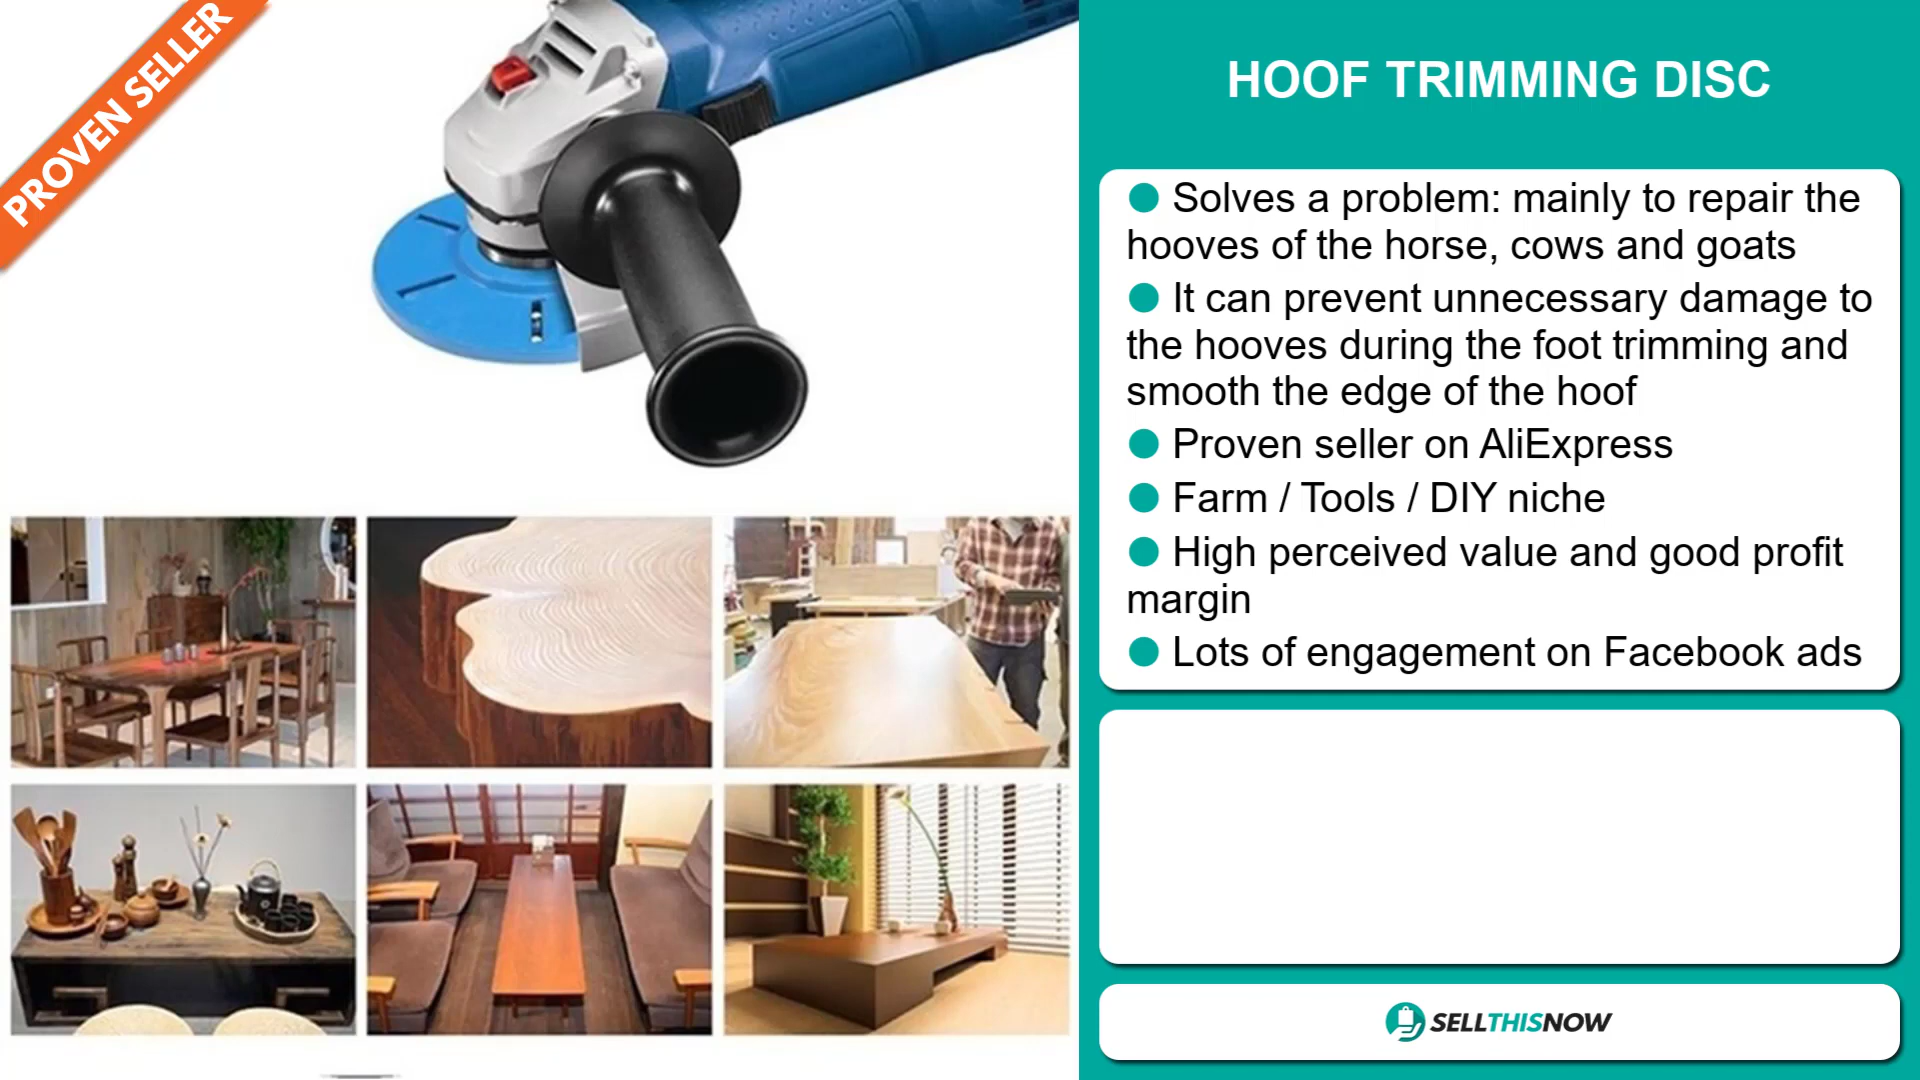 PROVEN SELLER
HOOF TRIMMING DISC
● Solves a problem: mainly to repair the
hooves of the horse, cows and goats
● It can prevent unnecessary damage to
the hooves during the foot trimming and
smooth the edge of the hoof
● Proven seller on AliExpress
● Farm / Tools / DIY niche
● High perceived value and good profit
margin
● Lots of engagement on Facebook ads
SELLTHISNOW